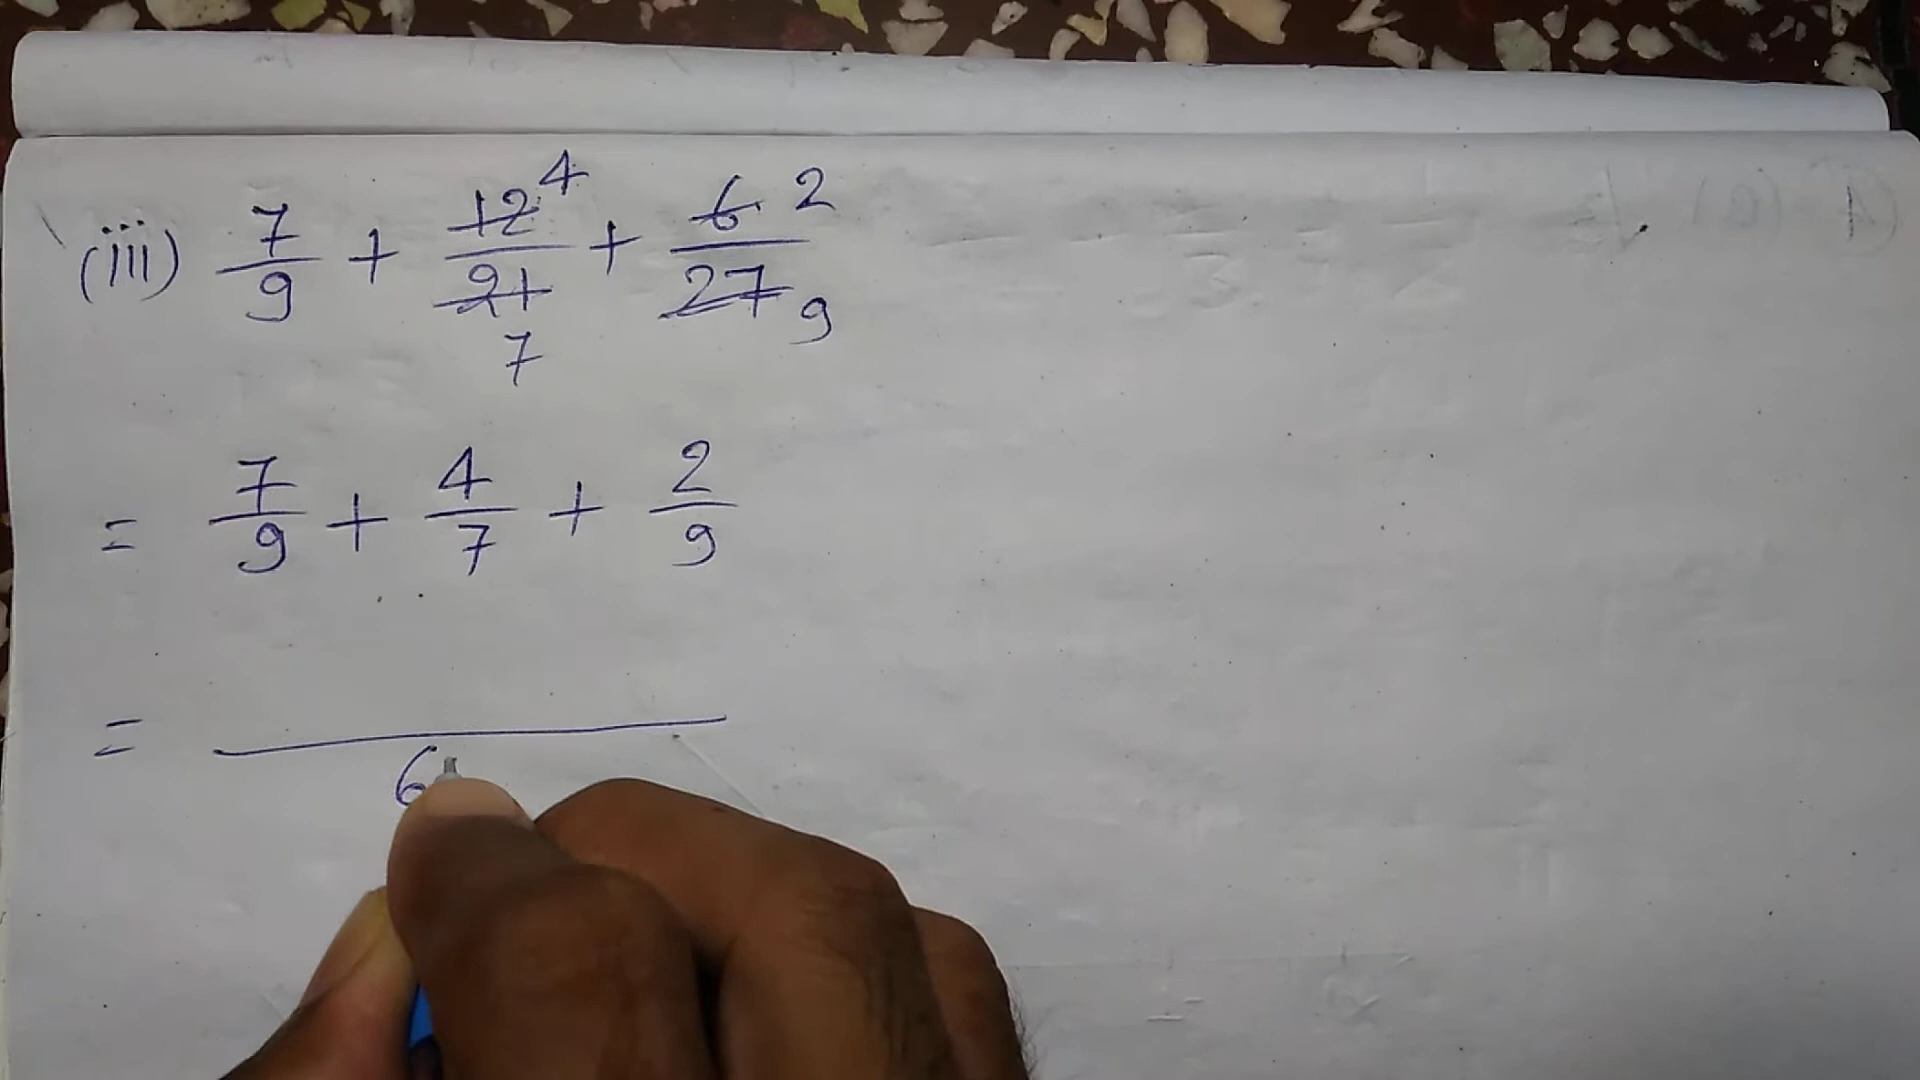 (iii) 7/9 + 12/21 + 6/27 4 7 2 9
= 7/9 + 4/7 + 2/9
= /6